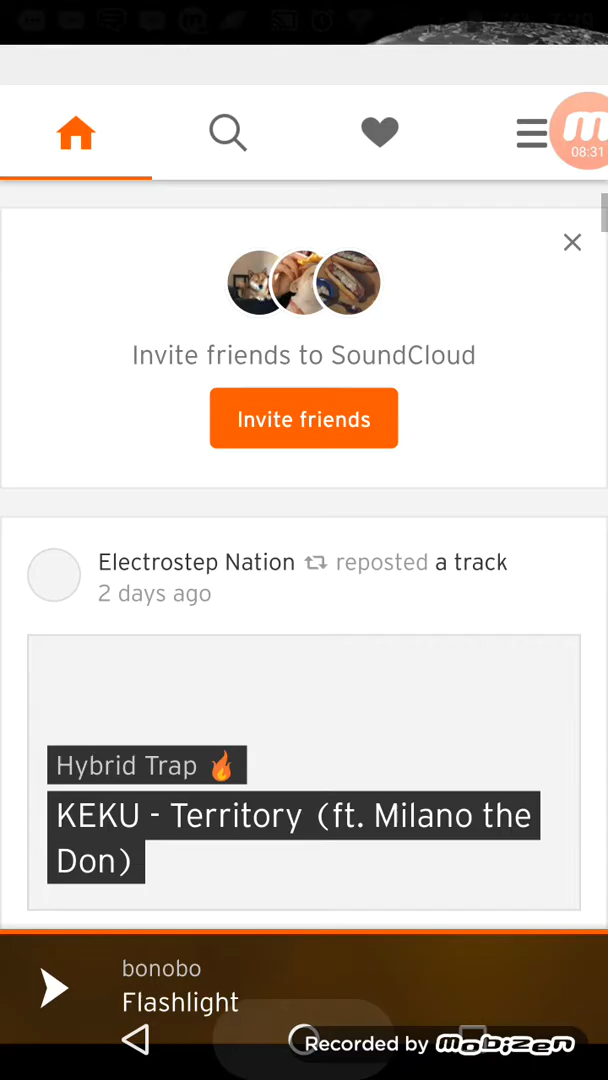 08:31
Invite friends to SoundCloud
Invite friends
Electrostep Nation reposted a track
2 days ago
Hybrid Trap 🔥
KEKU - Territory (ft. Milano the
Don)
bonobo
Flashlight
Recorded by mobizen